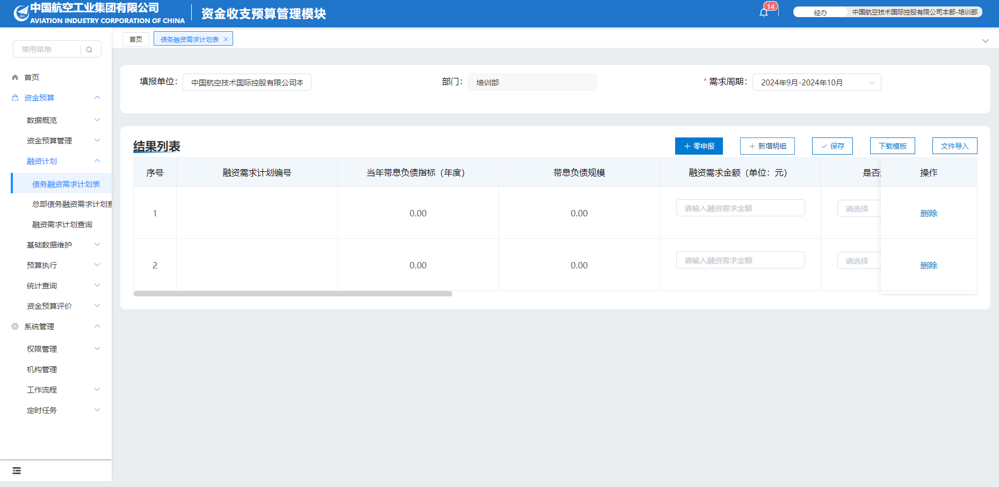 中国航空工业集团有限公司
AVIATION INDUSTRY CORPORATION OF CHINA
资金收支预算管理模块
14
经办
中国航空技术国际控股有限公司本部-培训部
常用菜单
首页
资金预算
数据概览
资金预算管理
融资计划
债务融资需求计划表
总部债务融资需求计划查
融资需求计划查询
基础数据维护
预算执行
统计查询
资金预算评价
系统管理
权限管理
机构管理
工作流程
定时任务
首页
债务融资需求计划表
填报单位： 中国航空技术国际控股有限公司本
部门： 培训部
*需求周期： 2024年9月-2024年10月
结果列表
零申报 新增明细 保存 下载模板 文件导入
序号 融资需求计划编号 当年带息负债指标（年度） 带息负债规模 融资需求金额（单位：元） 是否 操作
1 0.00 0.00 请输入融资需求金额 请选择 删除
2 0.00 0.00 请输入融资需求金额 请选择 删除